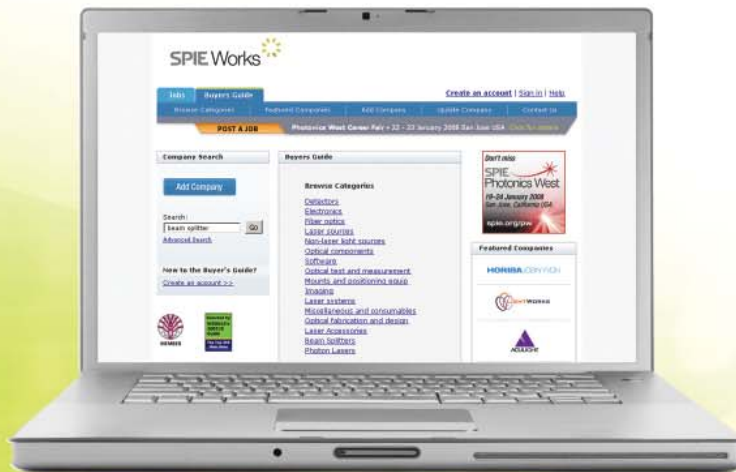 SPIE Works
Jobs
Buyers Guide
Create an account | Sign in | Help
Browse Categories
Featured Companies
Add Company
Update Company
Contact Us
POST A JOB
Photonics West Career Fair • 22 - 23 January 2008 San Jose USA Click for details
Company Search
Add Company
Search:
beam splitter
Go
Advanced Search
New to the Buyer's Guide?
Create an account >>
MEMBER
Buyers Guide
Browse Categories
Detectors
Electronics
Fiber optics
Laser sources
Non-laser light sources
Optical components
Software
Optical test and measurement
Mounts and positioning equip
Imaging
Laser systems
Miscellaneous and consumables
Optical fabrication and design
Laser Accessories
Beam Splitters
Photon Lasers
Don't miss
SPIE
Photonics West
19-24 January 2008
San Jose, California USA
spie.org/pw
Featured Companies
HORIBA JOBIN YVON
LIGHTWORKS
ACULIGHT